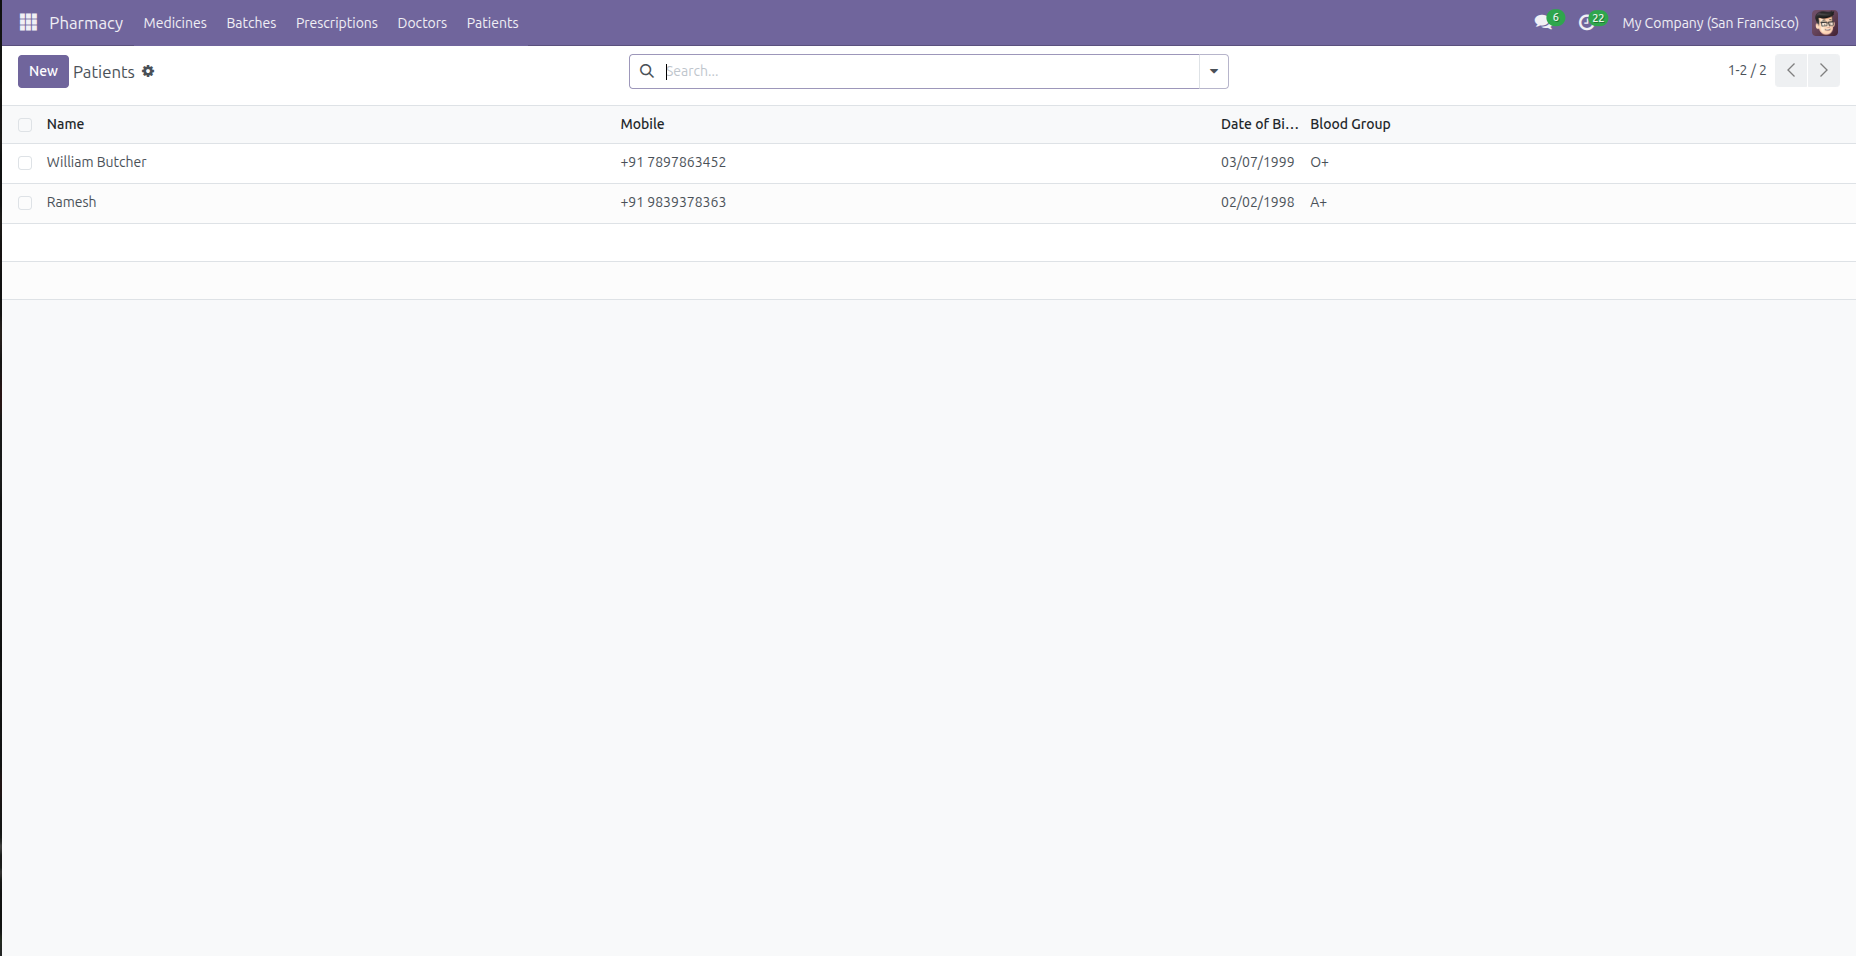 Pharmacy Medicines Batches Prescriptions Doctors Patients 6 22 My Company (San Francisco)
New Patients Search... 1-2 / 2
Name Mobile Date of Bi... Blood Group
William Butcher +91 7897863452 03/07/1999 O+
Ramesh +91 9839378363 02/02/1998 A+